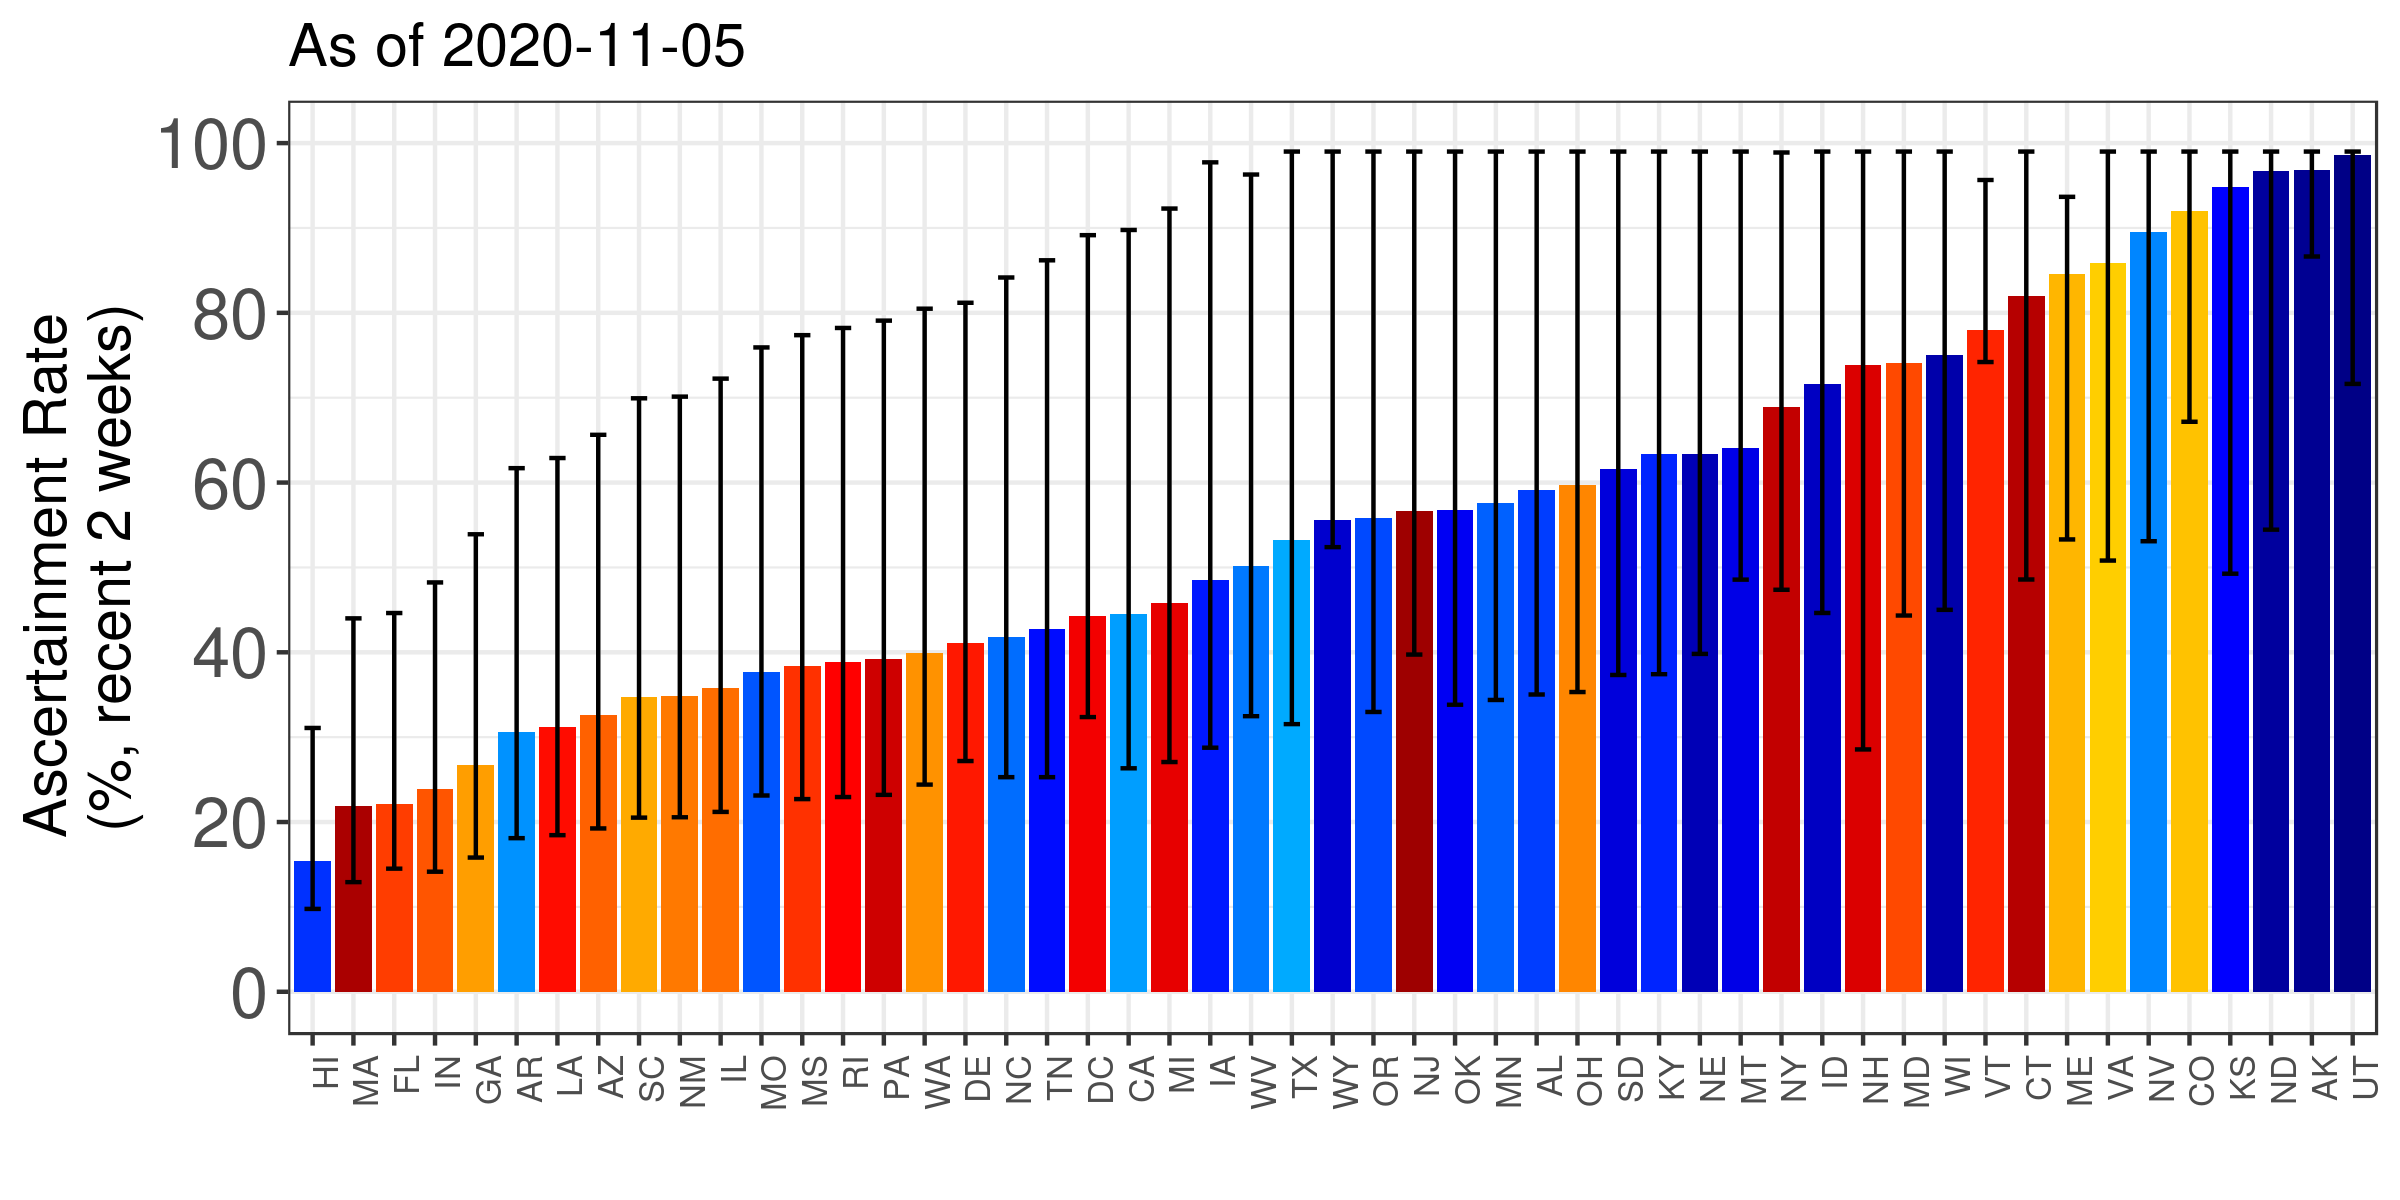 As of 2020-11-05
Ascertainment Rate
(%, recent 2 weeks)
100
80
60
40
20
0
HI MA FL IN GA AR LA AZ SC NM IL MO MS RI PA WA DE NC TN DC CA MI IA WV TX WY OR NJ OK MN AL OH SD KY NE MT NY ID NH MD WI VT CT ME VA NV CO KS ND AK UT